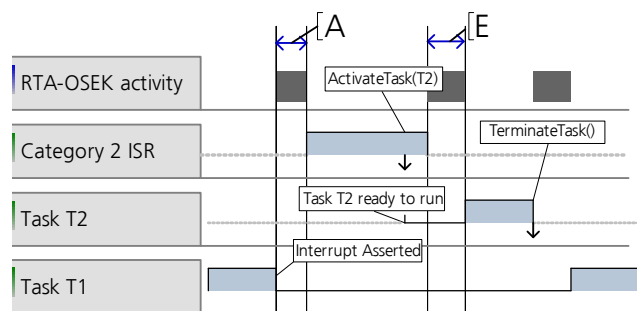 [A
[E
RTA-OSEK activity
ActivateTask(T2)
Category 2 ISR
TerminateTask()
Task T2 ready to run
Task T2
Interrupt Asserted
Task T1